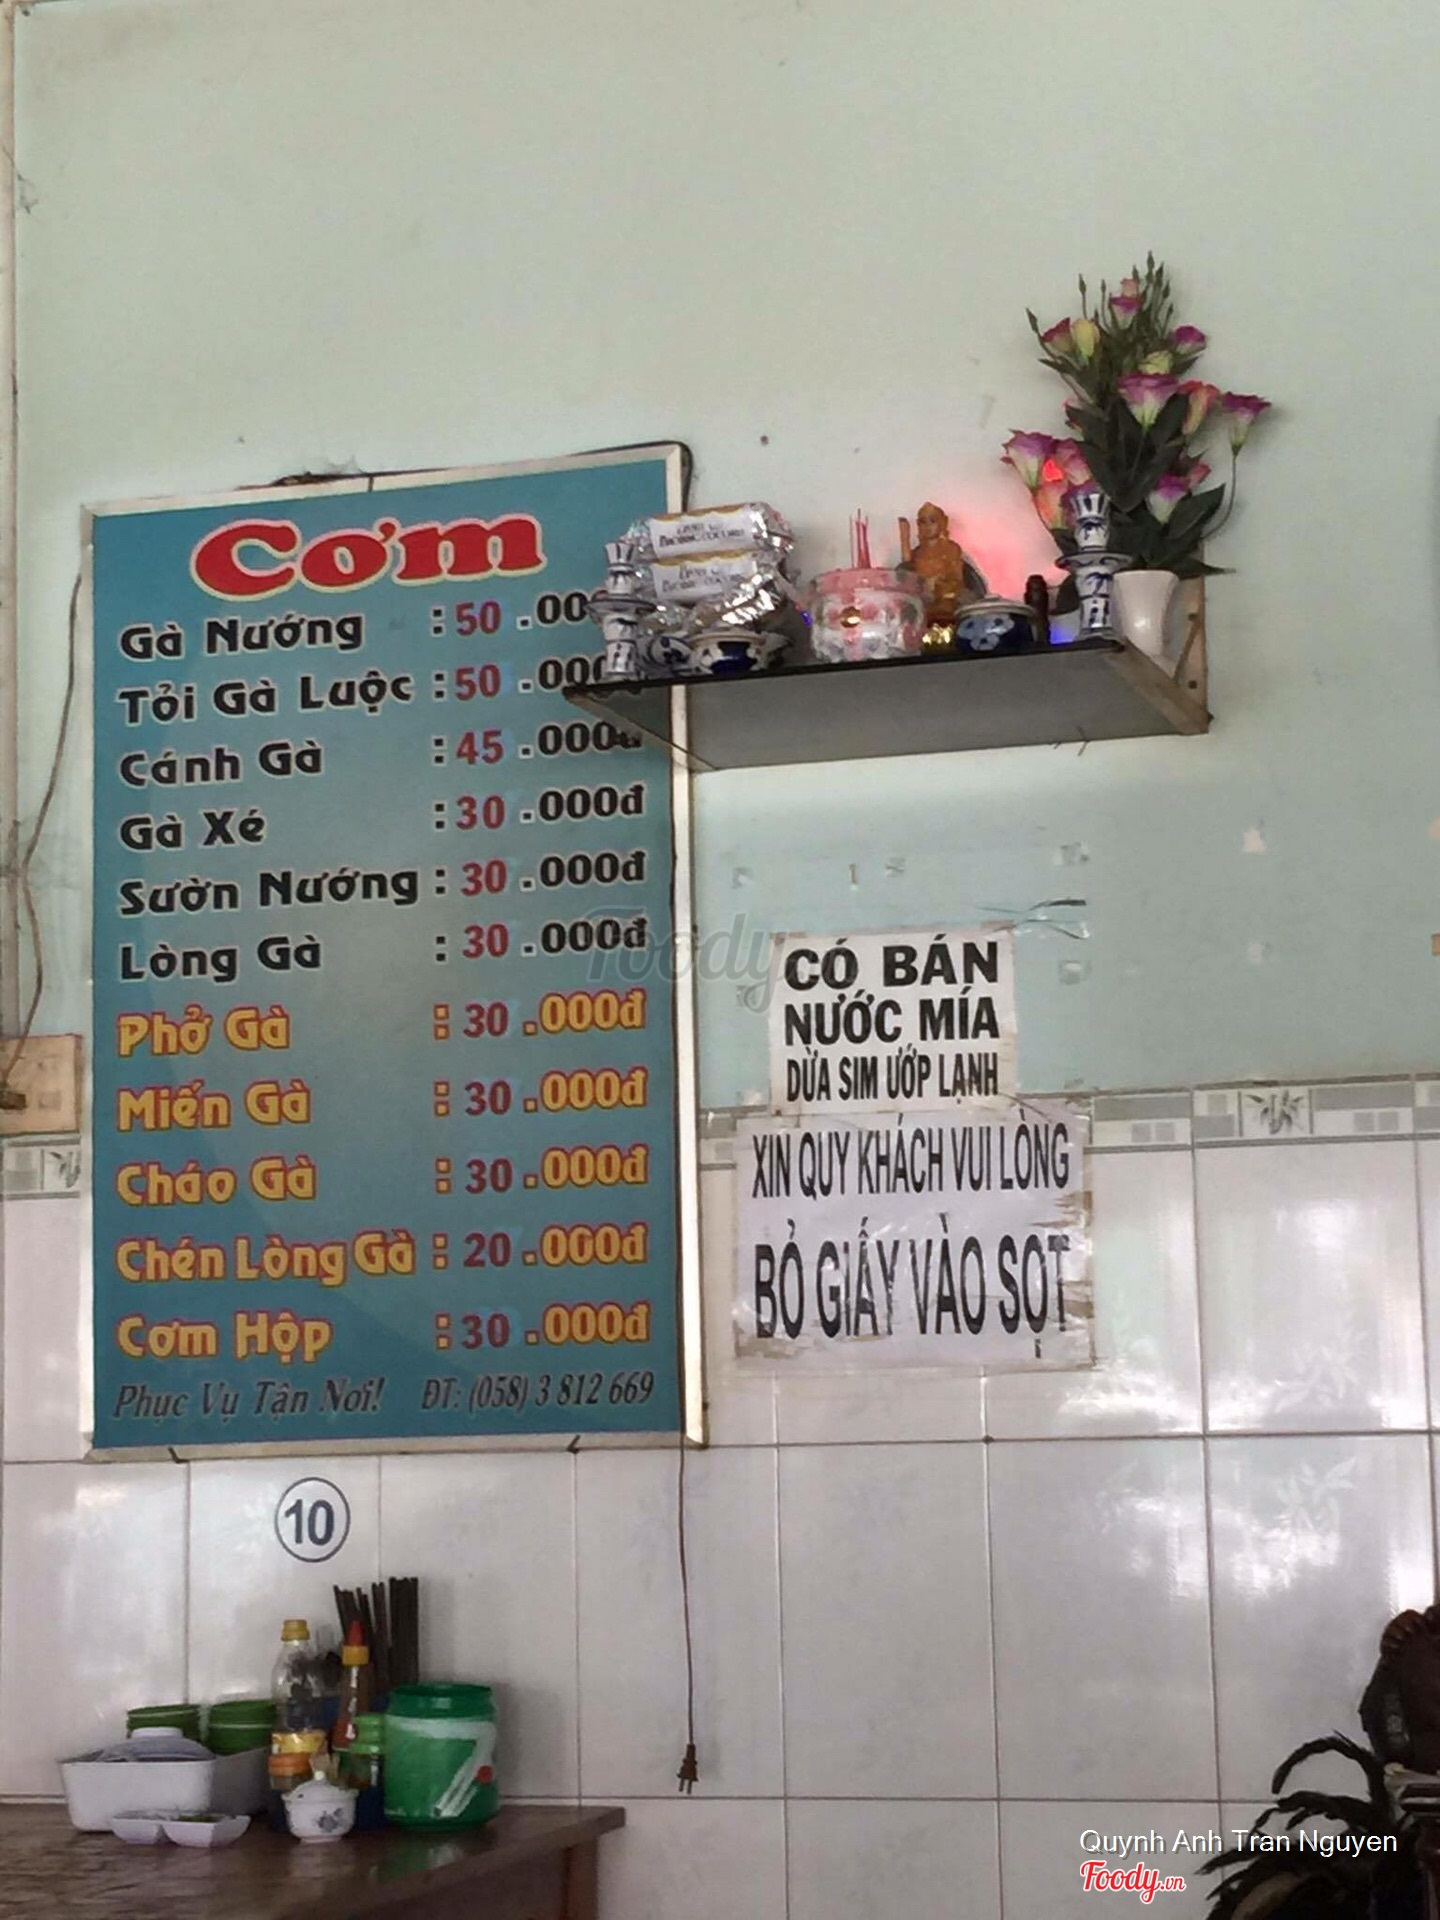 Cơm
Gà Nướng : 50.000
Tỏi Gà Luộc : 50.000
Cánh Gà : 45.000đ
Gà Xé : 30.000đ
Sườn Nướng : 30.000đ
Lòng Gà : 30.000đ
Phở Gà : 30.000đ
Miến Gà : 30.000đ
Cháo Gà : 30.000đ
Chén Lòng Gà : 20.000đ
Cơm Hộp : 30.000đ
Phục Vụ Tận Nơi! ĐT: (058) 3 812 669
10
Foody
CÓ BÁN
NƯỚC MÍA
DỪA SIM ƯỚP LẠNH
XIN QUY KHÁCH VUI LÒNG
BỎ GIẤY VÀO SỌT
Quynh Anh Tran Nguyen
Foody.vn